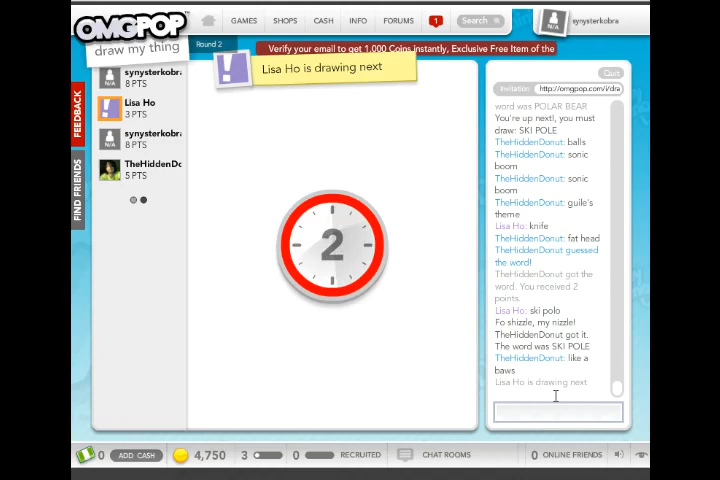 OMGPOP
draw my thing
GAMES SHOPS CASH INFO FORUMS 1 Search N/A synysterkobra
Round 2
Verify your email to get 1,000 Coins instantly, Exclusive Free Item of the
Lisa Ho is drawing next
FEEDBACK
FIND FRIENDS
N/A synysterkobra
8 PTS
Lisa Ho
3 PTS
N/A synysterkobra
8 PTS
TheHiddenDo
5 PTS
2
Quit
Invitation http://omgpop.com/i/dra
word was POLAR BEAR
You're up next!, you must
draw: SKI POLE
TheHiddenDonut: balls
TheHiddenDonut: sonic
boom
TheHiddenDonut: sonic
boom
TheHiddenDonut: guile's
theme
Lisa Ho: knife
TheHiddenDonut: fat head
TheHiddenDonut guessed
the word!
TheHiddenDonut got the
word. You received 2
points.
Lisa Ho: ski polo
Fo shizzle, my nizzle!
TheHiddenDonut got it.
The word was SKI POLE
TheHiddenDonut: like a
baws
Lisa Ho is drawing next
0 ADD CASH 4,750 3 0 RECRUITED CHAT ROOMS 0 ONLINE FRIENDS